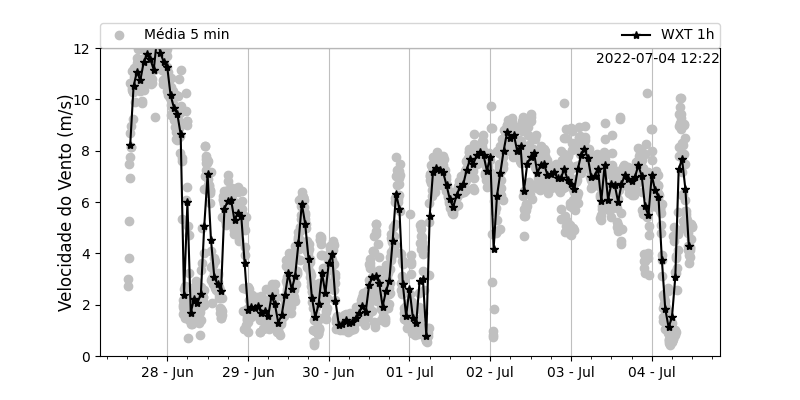 Média 5 min
WXT 1h
2022-07-04 12:22
Velocidade do Vento (m/s)
12
10
8
6
4
2
0
28 - Jun
29 - Jun
30 - Jun
01 - Jul
02 - Jul
03 - Jul
04 - Jul